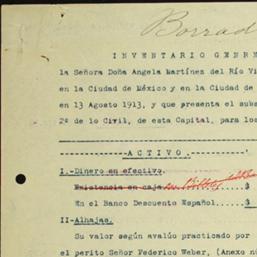 Borrad
INVENTARIO GENER
la Señora Doña Angela Martínez del Río Vi
en la Ciudad de México y en la Ciudad de
en 13 Agosto 1913, y que presenta el sub
2º de lo Civil, de esta Capital, para los
ACTIVO.
I.-Dinero en efectivo.
Existencia en caja en Billetes $
En el Banco Descuento Español. $
II-Alhajas.
Su valor según avalúo practicado por
el perito Señor Federico Weber, (Anexo n